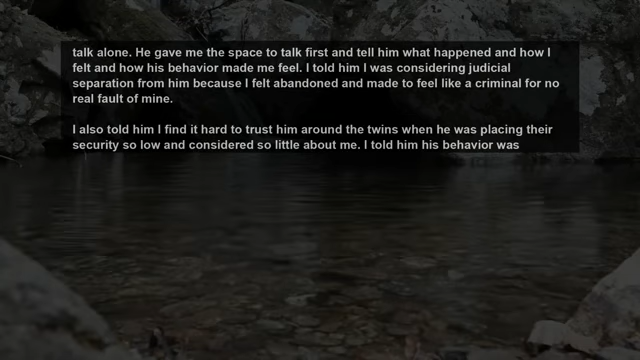 talk alone. He gave me the space to talk first and tell him what happened and how I
felt and how his behavior made me feel. I told him I was considering judicial
separation from him because I felt abandoned and made to feel like a criminal for no
real fault of mine.
I also told him I find it hard to trust him around the twins when he was placing their
security so low and considered so little about me. I told him his behavior was